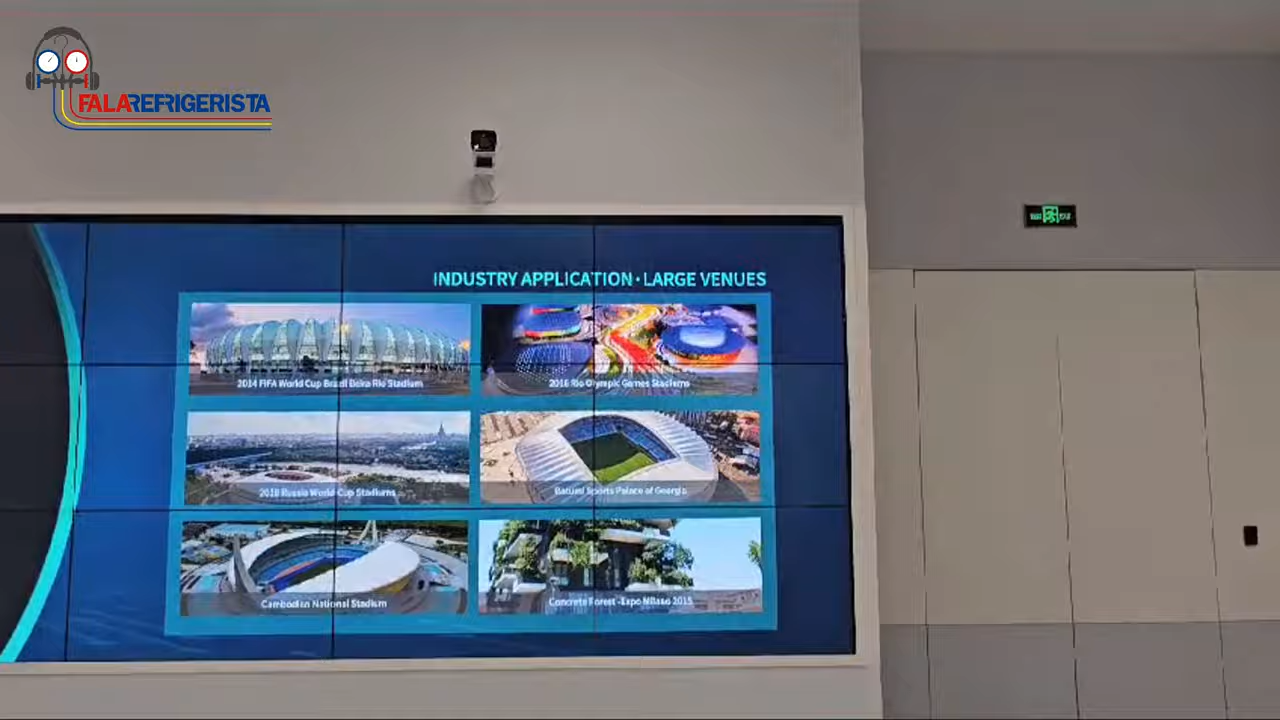 FALAREFRIGERISTA
INDUSTRY APPLICATION · LARGE VENUES
2014 FIFA World Cup Brazil Beira Rio Stadium
2016 Rio Olympic Games Stadiums
2018 Russia World Cup Stadiums
Batumi Sports Palace of Georgia
Cambodian National Stadium
Concrete Forest -Expo Milano 2015